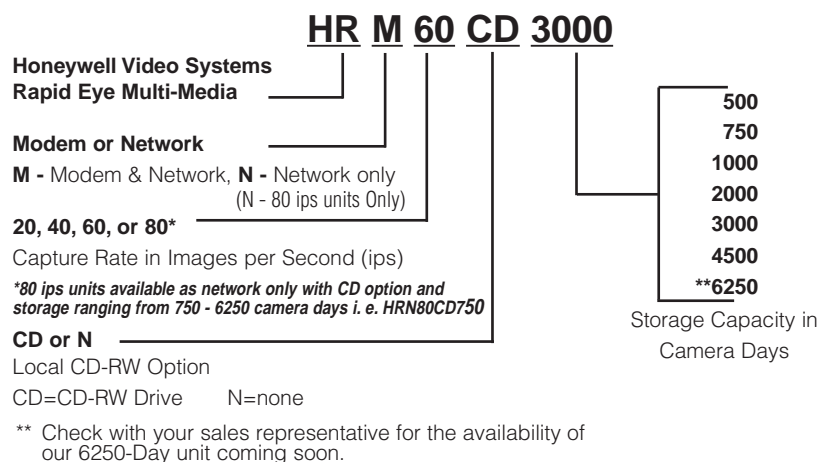 HR M 60 CD 3000
Honeywell Video Systems
Rapid Eye Multi-Media
Modem or Network
M - Modem & Network, N - Network only
(N - 80 ips units Only)
20, 40, 60, or 80*
Capture Rate in Images per Second (ips)
*80 ips units available as network only with CD option and
storage ranging from 750 - 6250 camera days i. e. HRN80CD750
CD or N
Local CD-RW Option
CD=CD-RW Drive N=none
** Check with your sales representative for the availability of
our 6250-Day unit coming soon.
500
750
1000
2000
3000
4500
**6250
Storage Capacity in
Camera Days